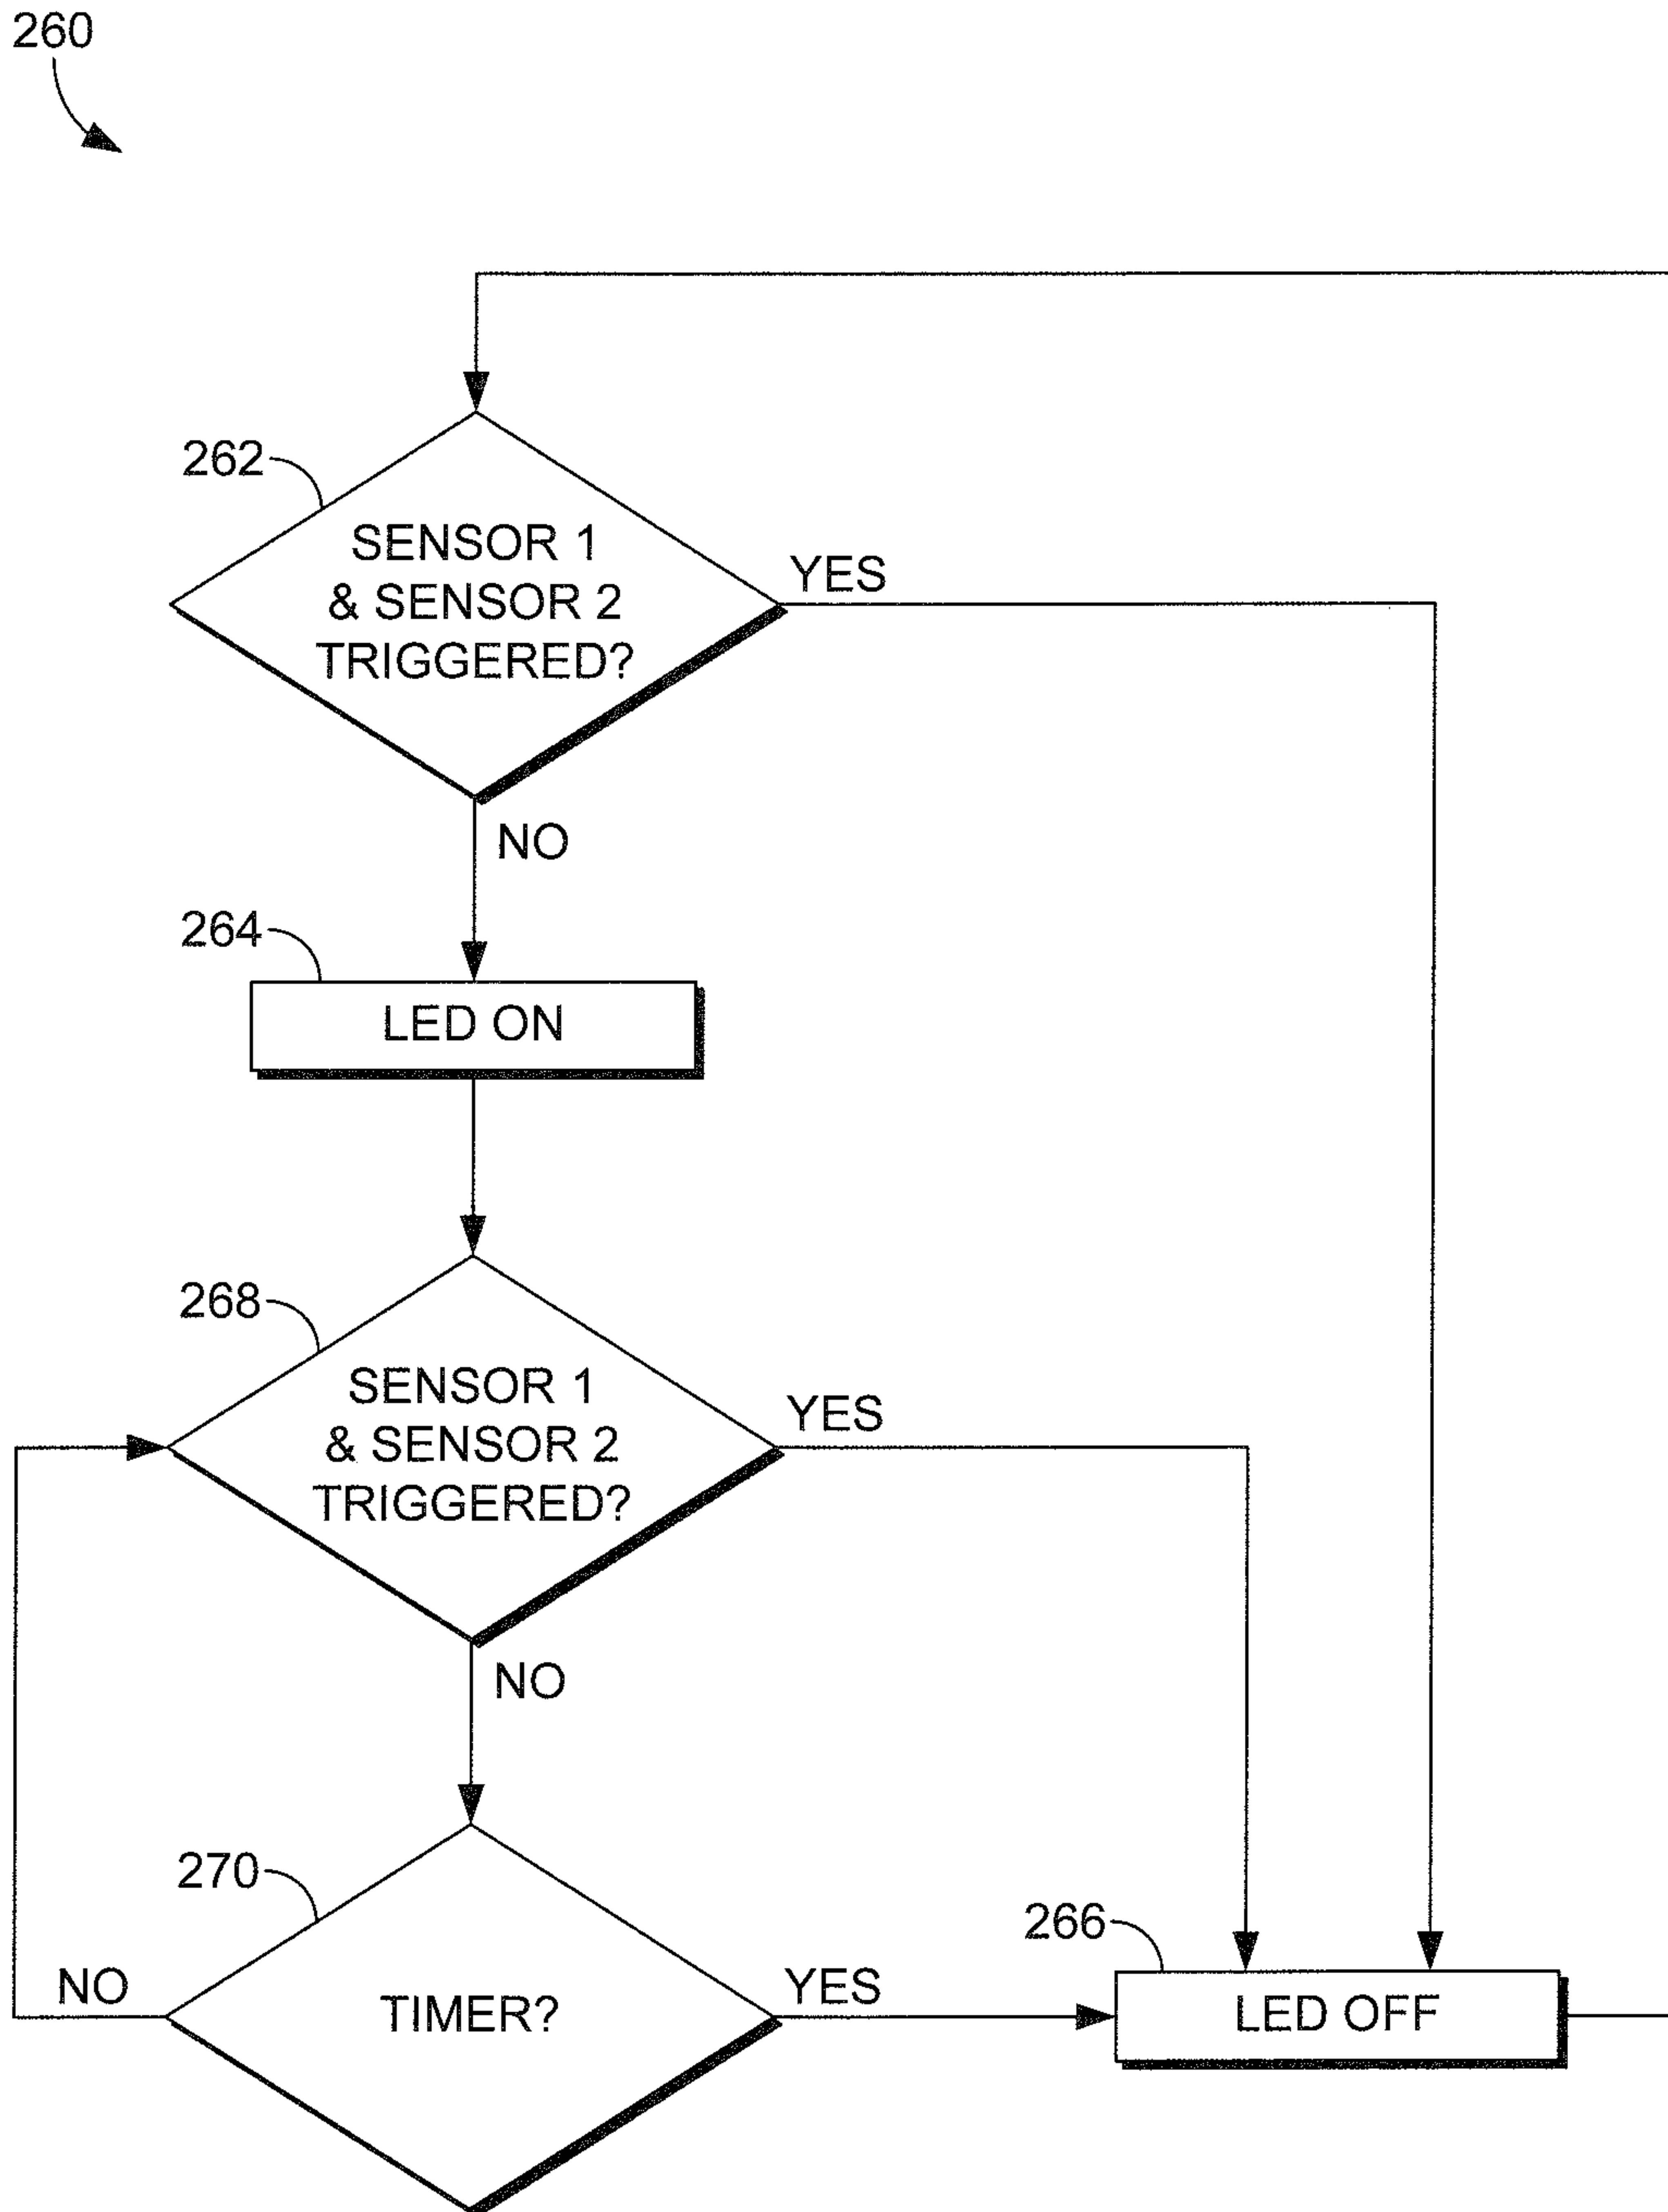 260
262
SENSOR 1
& SENSOR 2
TRIGGERED?
YES
NO
264
LED ON
268
SENSOR 1
& SENSOR 2
TRIGGERED?
YES
NO
270
TIMER?
NO
YES
266
LED OFF